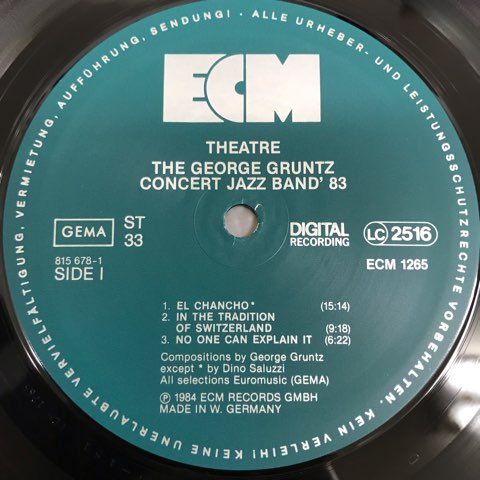 ALLE URHEBER- UND LEISTUNGSSCHUTZRECHTE VORBEHALTEN. KEIN VERLEIH! KEINE UNERLAUBTE VERVIELFÄLTIGUNG, VERMIETUNG, AUFFÜHRUNG, SENDUNG! -
ECM
THEATRE
THE GEORGE GRUNTZ
CONCERT JAZZ BAND' 83
GEMA
ST
33
DIGITAL
RECORDING
LC 2516
815 678-1
SIDE I
ECM 1265
1. EL CHANCHO* (15:14)
2. IN THE TRADITION
OF SWITZERLAND (9:18)
3. NO ONE CAN EXPLAIN IT (6:22)
Compositions by George Gruntz
except * by Dino Saluzzi
All selections Euromusic (GEMA)
℗ 1984 ECM RECORDS GMBH
MADE IN W. GERMANY